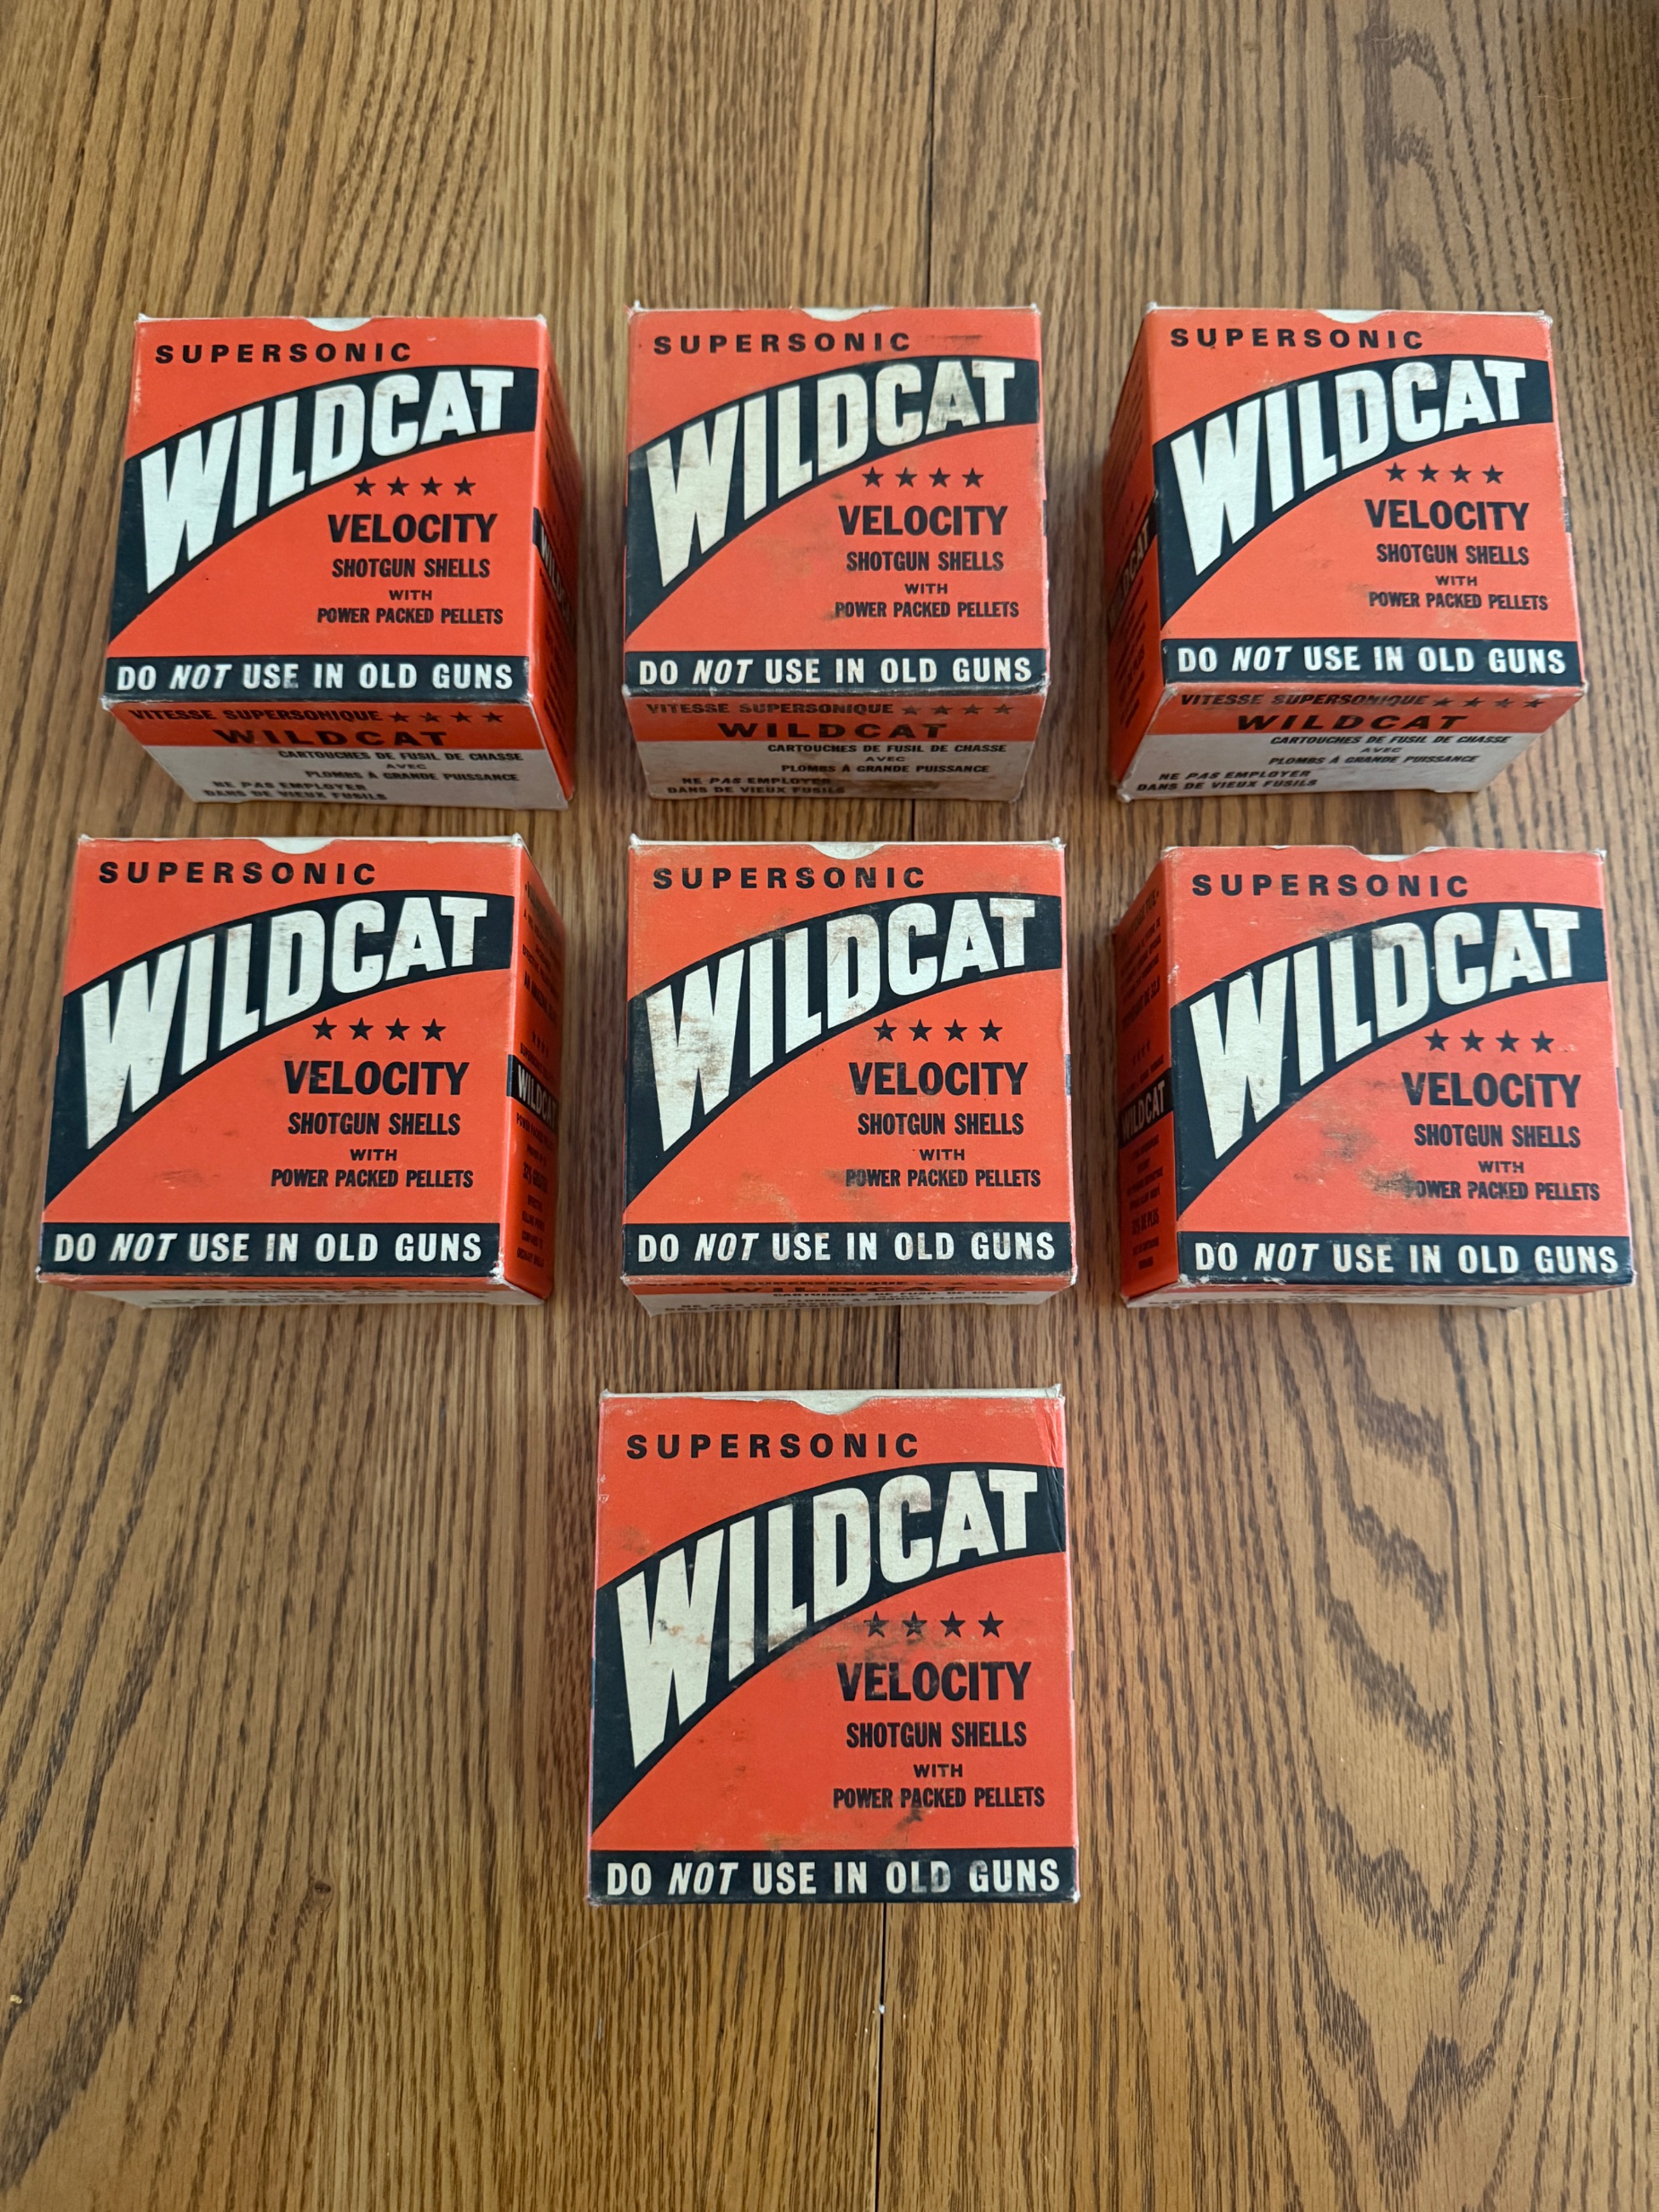 SUPERSONIC
WILDCAT
★★★★
VELOCITY
SHOTGUN SHELLS
WITH
POWER PACKED PELLETS
DO NOT USE IN OLD GUNS
VITESSE SUPERSONIQUE ★★★★
WILDCAT
CARTOUCHES DE FUSIL DE CHASSE
AVEC
PLOMBS À GRANDE PUISSANCE
NE PAS EMPLOYER
DANS DE VIEUX FUSILS
SUPERSONIC
WILDCAT
★★★★
VELOCITY
SHOTGUN SHELLS
WITH
POWER PACKED PELLETS
DO NOT USE IN OLD GUNS
VITESSE SUPERSONIQUE ★★★★
WILDCAT
CARTOUCHES DE FUSIL DE CHASSE
AVEC
PLOMBS À GRANDE PUISSANCE
NE PAS EMPLOYER
DANS DE VIEUX FUSILS
SUPERSONIC
WILDCAT
★★★★
VELOCITY
SHOTGUN SHELLS
WITH
POWER PACKED PELLETS
DO NOT USE IN OLD GUNS
VITESSE SUPERSONIQUE ★★★★
WILDCAT
CARTOUCHES DE FUSIL DE CHASSE
AVEC
PLOMBS À GRANDE PUISSANCE
NE PAS EMPLOYER
DANS DE VIEUX FUSILS
SUPERSONIC
WILDCAT
★★★★
VELOCITY
SHOTGUN SHELLS
WITH
POWER PACKED PELLETS
DO NOT USE IN OLD GUNS
WILDCAT
SUPERSONIC
WILDCAT
★★★★
VELOCITY
SHOTGUN SHELLS
WITH
POWER PACKED PELLETS
DO NOT USE IN OLD GUNS
VITESSE SUPERSONIQUE
WILDCAT
CARTOUCHES DE FUSIL DE CHASSE
SUPERSONIC
WILDCAT
★★★★
VELOCITY
SHOTGUN SHELLS
WITH
POWER PACKED PELLETS
DO NOT USE IN OLD GUNS
WILDCAT
SUPERSONIC
WILDCAT
★★★★
VELOCITY
SHOTGUN SHELLS
WITH
POWER PACKED PELLETS
DO NOT USE IN OLD GUNS